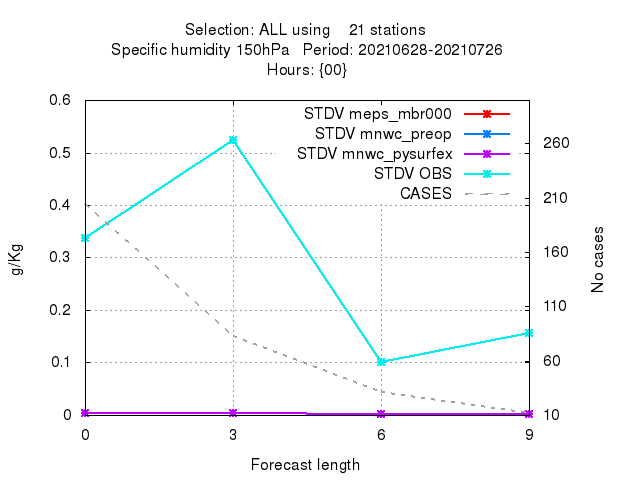 Selection: ALL using    21 stations
Specific humidity 150hPa   Period: 20210628-20210726
Hours: {00}
STDV meps_mbr000
STDV mnwc_preop
STDV mnwc_pysurfex
STDV OBS
CASES
0.6
0.5
0.4
0.3
0.2
0.1
0
g/Kg
260
210
160
110
60
10
No cases
0 3 6 9
Forecast length